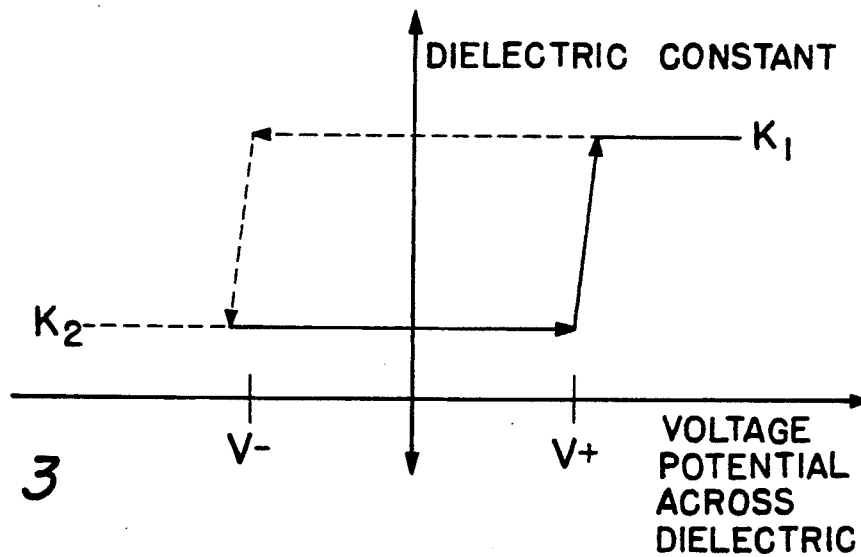 DIELECTRIC CONSTANT
K1
K2
V-
V+
VOLTAGE
POTENTIAL
ACROSS
DIELECTRIC
3